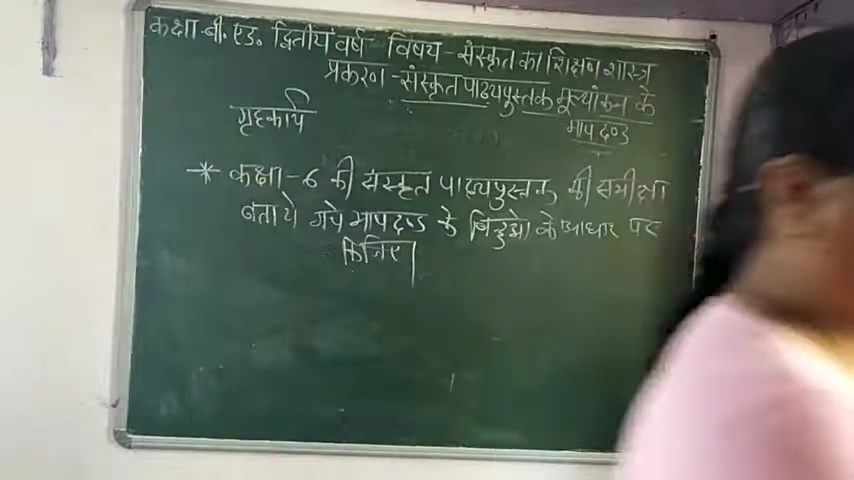 कक्षा-बी. एड. द्वितीय वर्ष विषय - संस्कृत का शिक्षण शास्त्र
प्रकरण - संस्कृत पाठ्यपुस्तक मूल्यांकन के
मापदण्ड
गृहकार्य
* कक्षा - 6 की संस्कृत पाठ्यपुस्तक की समीक्षा
बताये गये मापदण्ड के बिन्दुओ के आधार पर
किजिए।